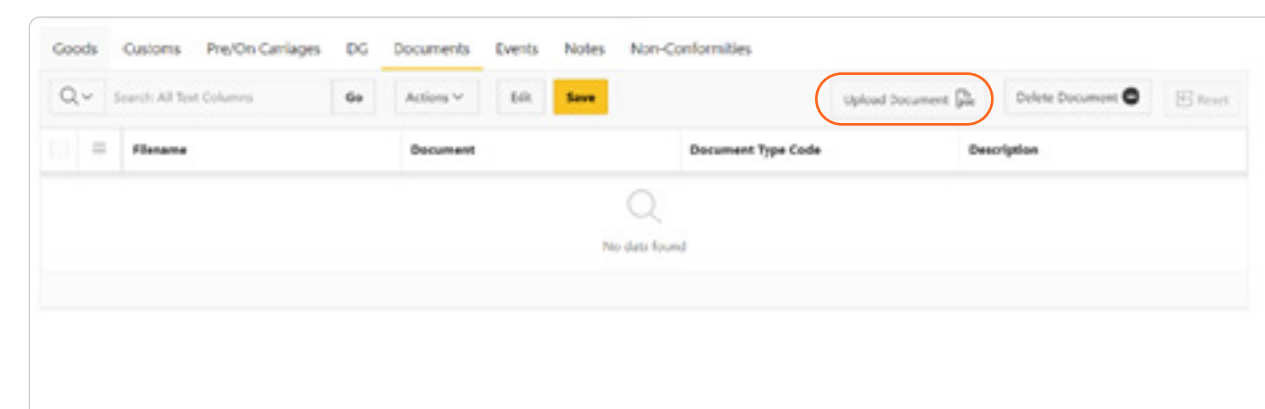 Goods Customs Pre/On Carriages DG Documents Events Notes Non-Conformities
Search: All Text Columns Go Actions Edit Save Upload Document Delete Document Reset
Filename Document Document Type Code Description
No data found